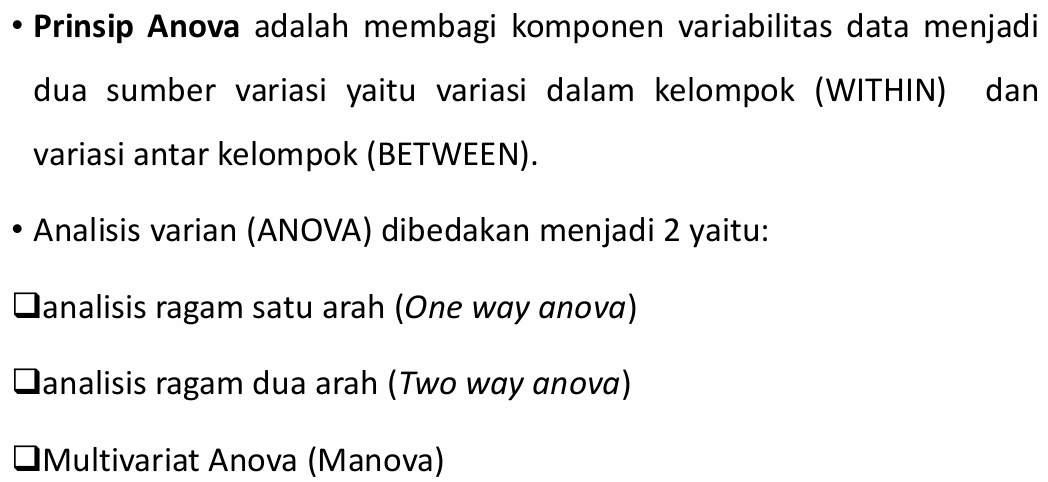 • Prinsip Anova adalah membagi komponen variabilitas data menjadi
dua sumber variasi yaitu variasi dalam kelompok (WITHIN) dan
variasi antar kelompok (BETWEEN).
• Analisis varian (ANOVA) dibedakan menjadi 2 yaitu:
❑analisis ragam satu arah (One way anova)
❑analisis ragam dua arah (Two way anova)
❑Multivariat Anova (Manova)